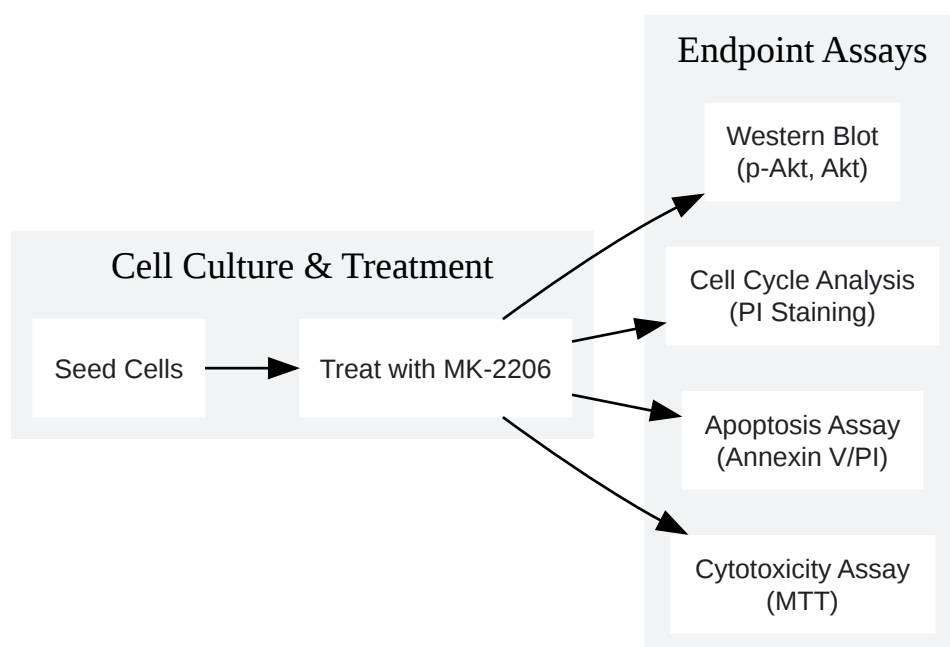 Cell Culture & Treatment
Seed Cells
Treat with MK-2206
Endpoint Assays
Western Blot
(p-Akt, Akt)
Cell Cycle Analysis
(PI Staining)
Apoptosis Assay
(Annexin V/PI)
Cytotoxicity Assay
(MTT)